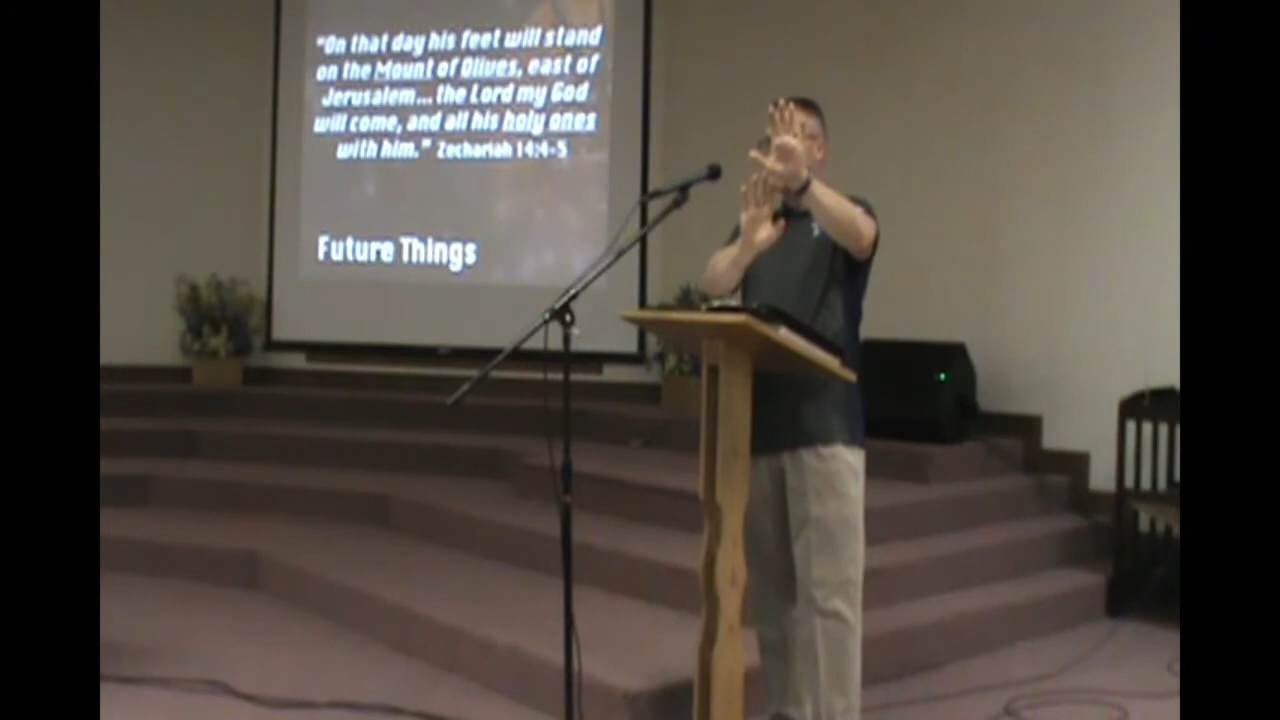 "On that day his feet will stand
on the Mount of Olives, east of
Jerusalem... the Lord my God
will come, and all his holy ones
with him." Zechariah 14:4-5
Future Things